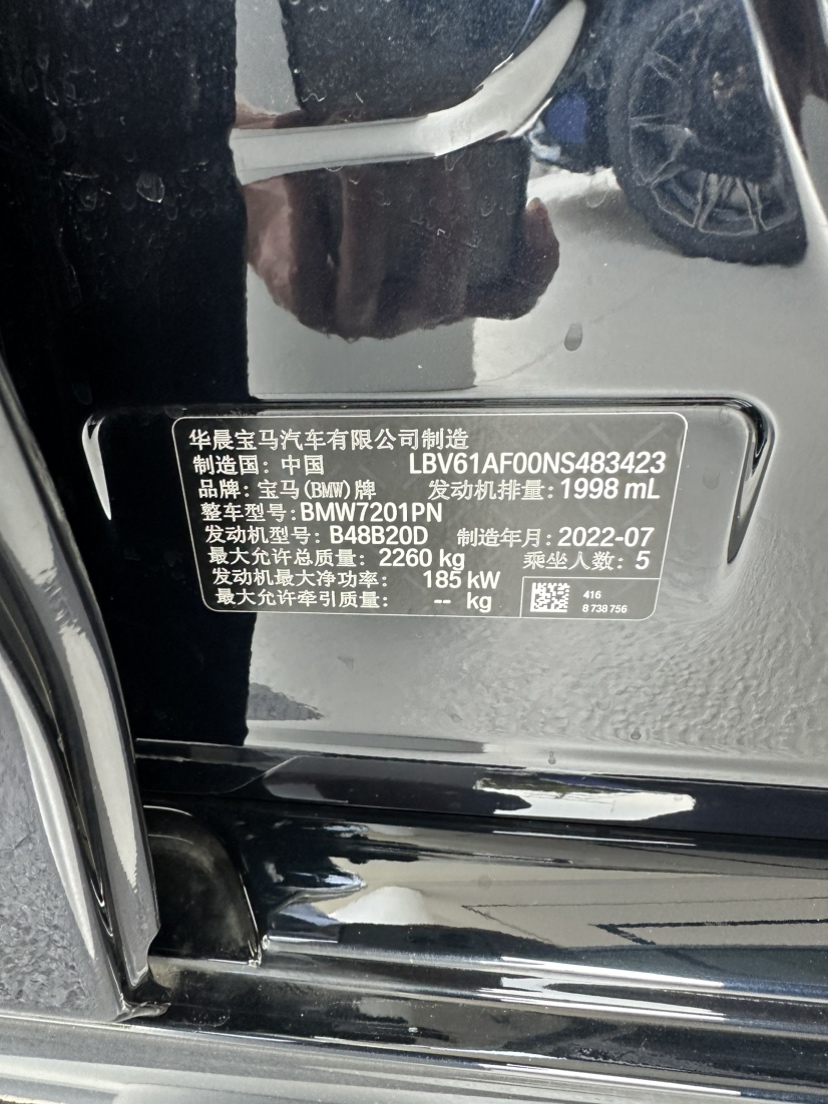 华晨宝马汽车有限公司制造
制造国：中国 LBV61AF00NS483423
品牌：宝马(BMW)牌 发动机排量：1998 mL
整车型号：BMW7201PN
发动机型号：B48B20D 制造年月：2022-07
最大允许总质量：2260 kg 乘坐人数：5
发动机最大净功率：185 kW
最大允许牵引质量：-- kg
416
8 738 756